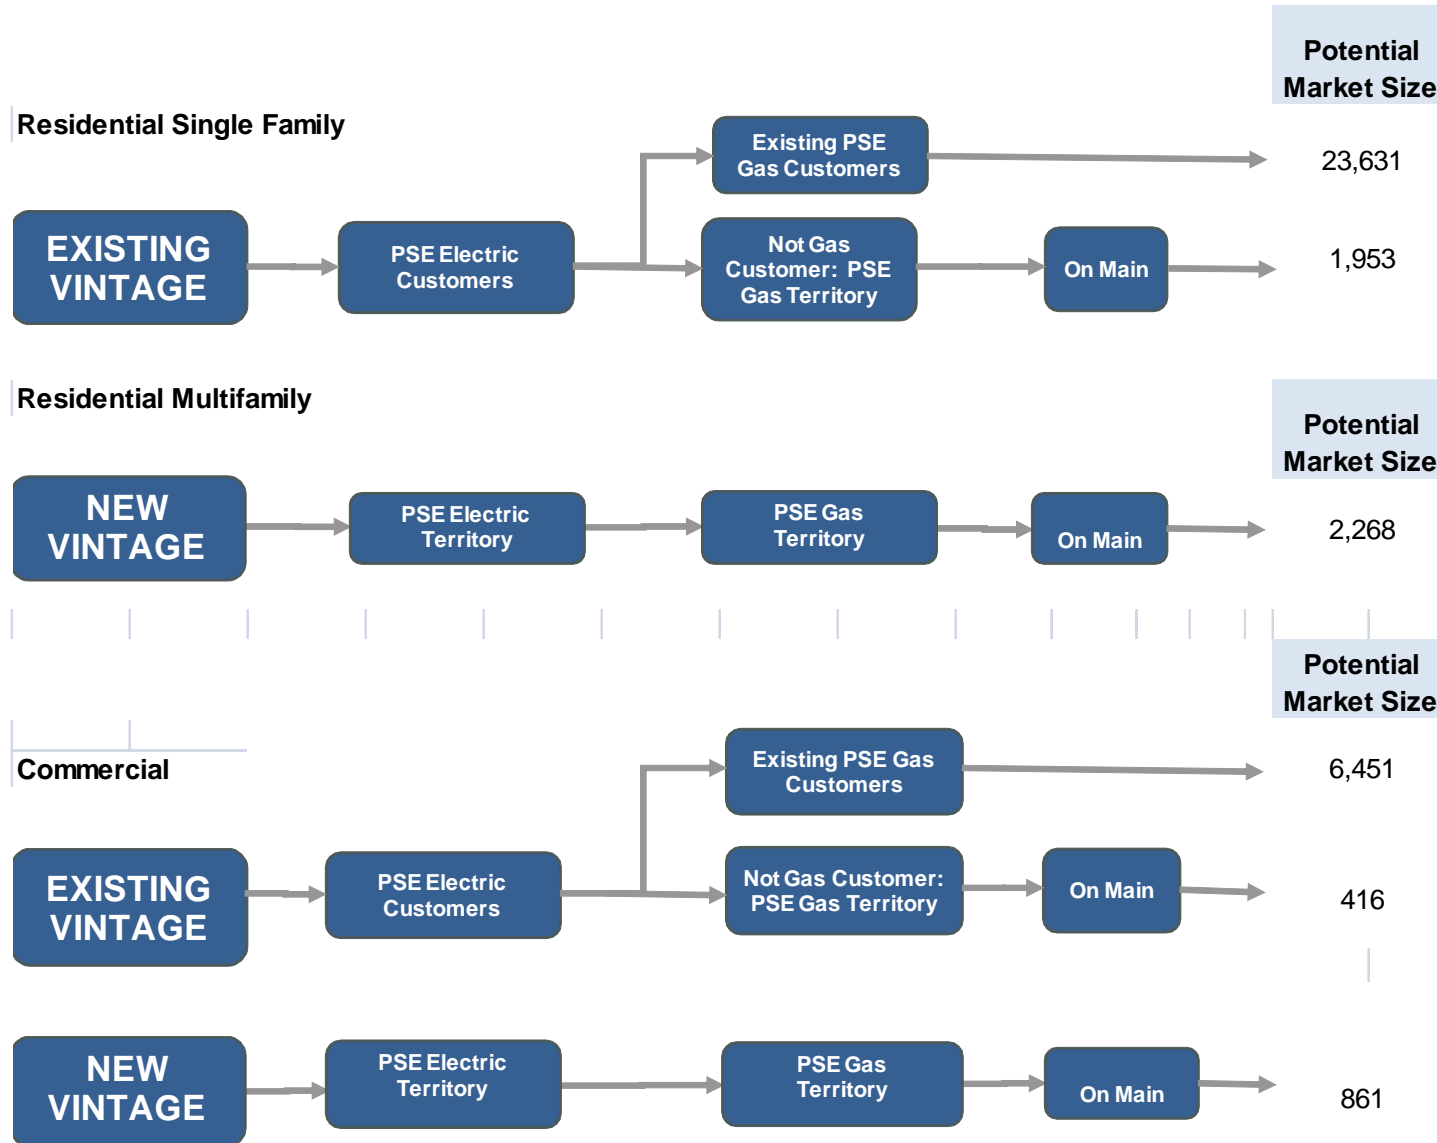 Potential
Market Size
Residential Single Family
Existing PSE
Gas Customers
23,631
EXISTING
VINTAGE
PSE Electric
Customers
Not Gas
Customer: PSE
Gas Territory
On Main
1,953
Residential Multifamily
Potential
Market Size
NEW
VINTAGE
PSE Electric
Territory
PSE Gas
Territory
On Main
2,268
Potential
Market Size
Commercial
Existing PSE Gas
Customers
6,451
EXISTING
VINTAGE
PSE Electric
Customers
Not Gas Customer:
PSE Gas Territory
On Main
416
NEW
VINTAGE
PSE Electric
Territory
PSE Gas
Territory
On Main
861